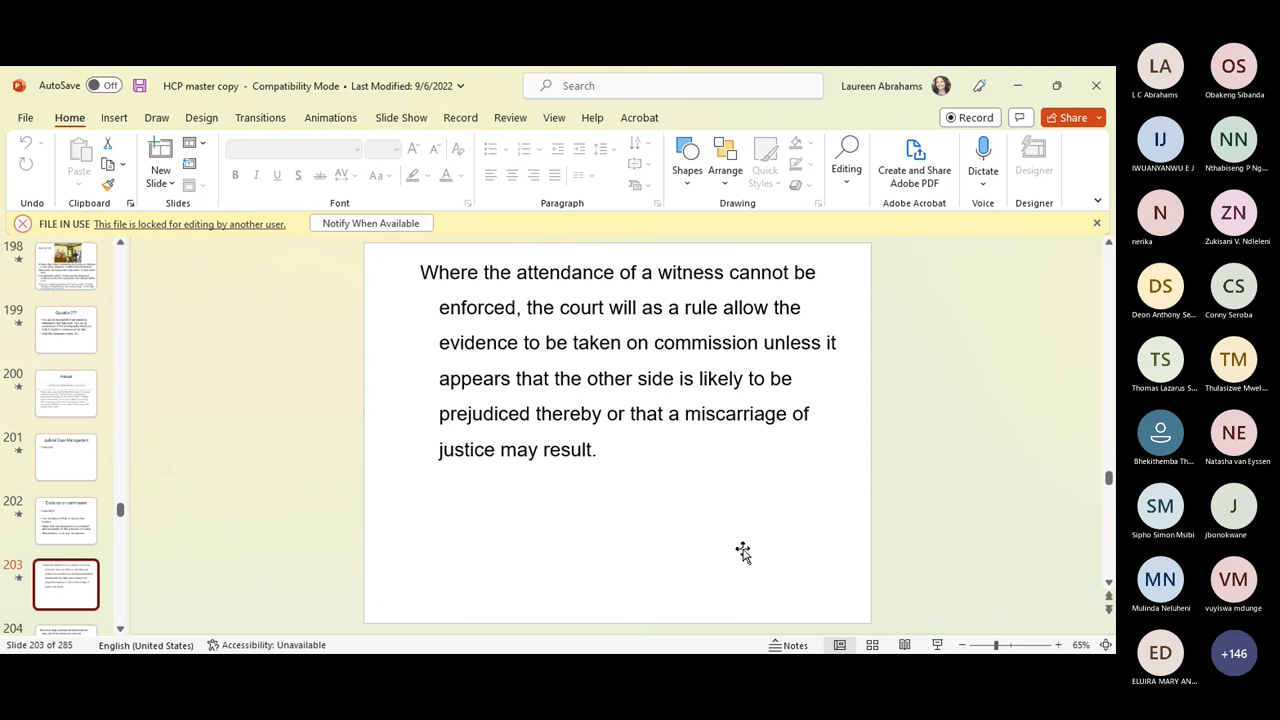 AutoSave Off HCP master copy - Compatibility Mode • Last Modified: 9/6/2022 Search Laureen Abrahams
File Home Insert Draw Design Transitions Animations Slide Show Record Review View Help Acrobat Record Share
Paste New Slide Shapes Arrange Quick Styles Editing Create and Share Adobe PDF Dictate Designer
Undo Clipboard Slides Font Paragraph Drawing Adobe Acrobat Voice Designer
FILE IN USE This file is locked for editing by another user. Notify When Available
198
199
Question???
200
201
Judicial Case Management
202
Evidence on commission
203
204
Where the attendance of a witness cannot be
enforced, the court will as a rule allow the
evidence to be taken on commission unless it
appears that the other side is likely to be
prejudiced thereby or that a miscarriage of
justice may result.
Slide 203 of 285 English (United States) Accessibility: Unavailable Notes 65%
LA OS
L C Abrahams Obakeng Sibanda
IJ NN
IWUANYANWU E J Nthabiseng P Ng...
N ZN
nerika Zukisani V. Ndleleni
DS CS
Deon Anthony Se... Conny Seroba
TS TM
Thomas Lazarus S... Thulasizwe Mwel...
NE
Bhekithemba Th... Natasha van Eyssen
SM J
Sipho Simon Msibi jbonokwane
MN VM
Mulinda Neluheni vuyiswa mdunge
ED +146
ELUIRA MARY AN...